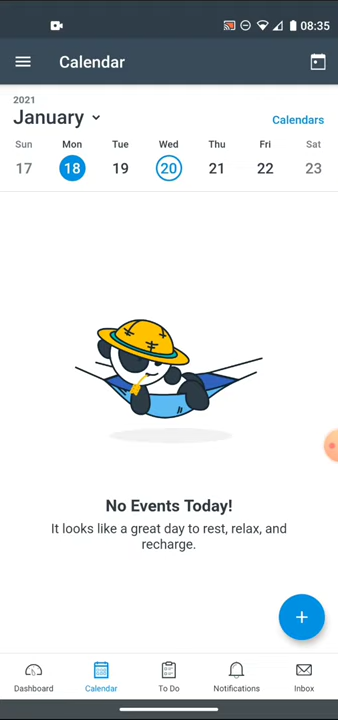 08:35
Calendar
2021
January
Calendars
Sun Mon Tue Wed Thu Fri Sat
17 18 19 20 21 22 23
No Events Today!
It looks like a great day to rest, relax, and
recharge.
Dashboard Calendar To Do Notifications Inbox